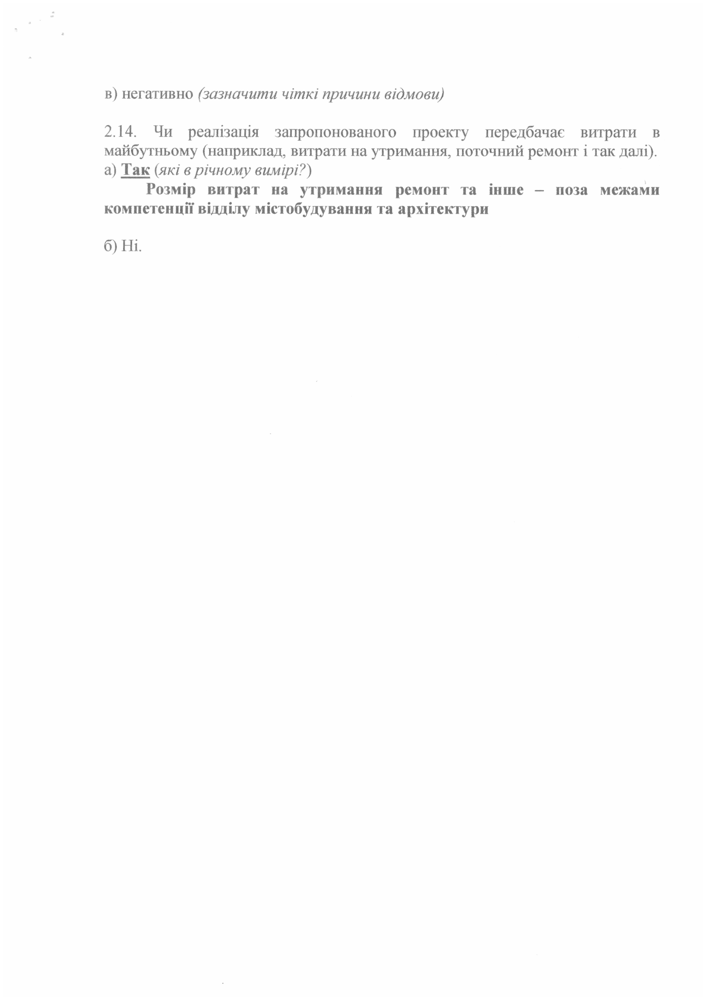 в) негативно (зазначити чіткі причини відмови)
2.14. Чи реалізація запропонованого проекту передбачає витрати в
майбутньому (наприклад, витрати на утримання, поточний ремонт і так далі).
а) Так (які в річному вимірі?)
Розмір витрат на утримання ремонт та інше – поза межами
компетенції відділу містобудування та архітектури
б) Ні.